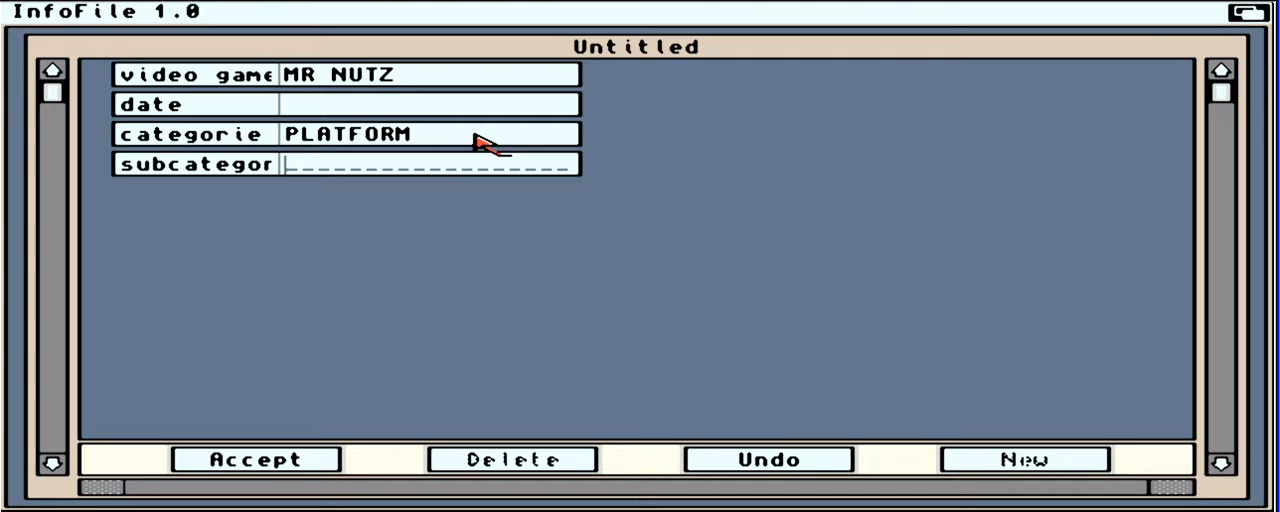 InfoFile 1.0
Untitled
video game MR NUTZ
date
categorie PLATFORM
subcategor
Accept Delete Undo New